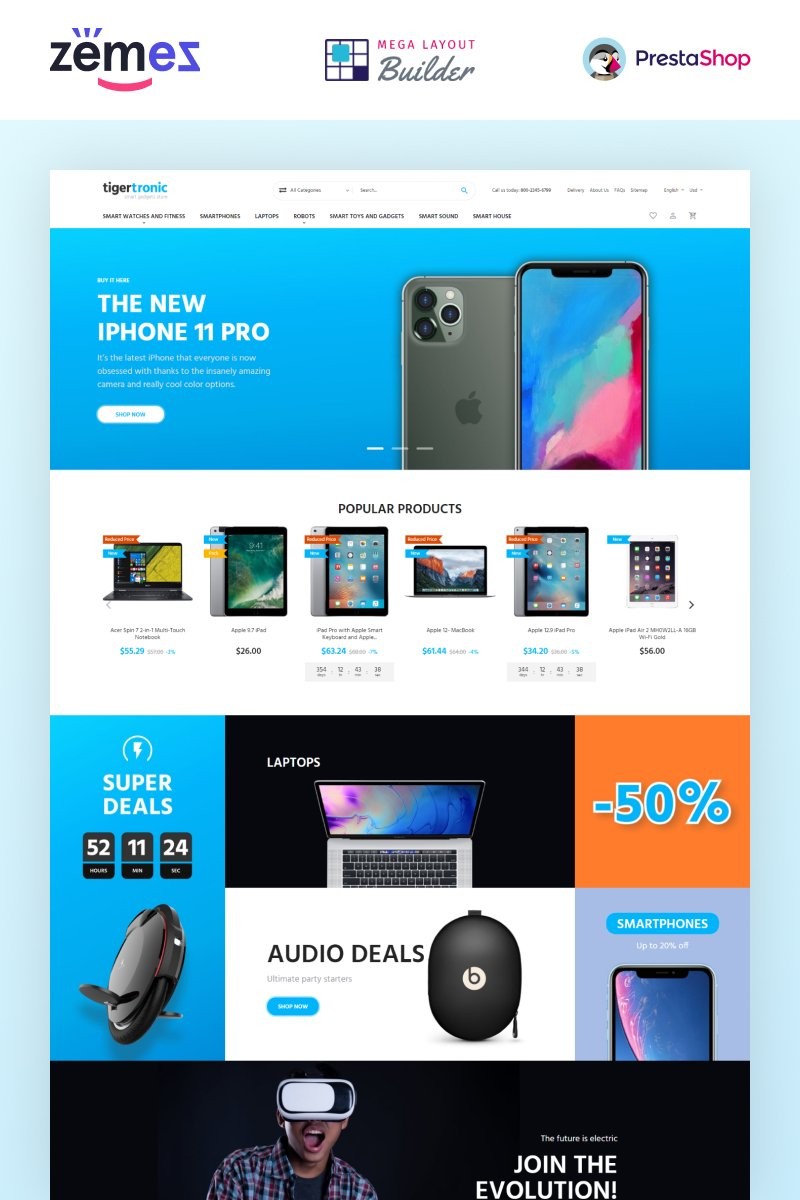 zemez
MEGA LAYOUT
Builder
PrestaShop
tigertronic
smart gadgets store
All Categories
Search...
Call us today: 800-2345-6789
Delivery About Us FAQs Sitemap
English Usd
SMART WATCHES AND FITNESS SMARTPHONES LAPTOPS ROBOTS SMART TOYS AND GADGETS SMART SOUND SMART HOUSE
BUY IT HERE
THE NEW
IPHONE 11 PRO
It's the latest iPhone that everyone is now
obsessed with thanks to the insanely amazing
camera and really cool color options.
SHOP NOW
POPULAR PRODUCTS
Reduced Price
New
New
Pack
Reduced Price
New
Reduced Price
New
Reduced Price
New
New
Acer Spin 7 2-in-1 Multi-Touch
Notebook
$55.29 $57.00 -3%
Apple 9.7 iPad
$26.00
iPad Pro with Apple Smart
Keyboard and Apple...
$63.24 $68.00 -7%
354 : 12 : 43 : 38
days hr min sec
Apple 12- MacBook
$61.44 $64.00 -4%
Apple 12,9 iPad Pro
$34.20 $36.00 -5%
344 : 12 : 43 : 38
days hr min sec
Apple iPad Air 2 MH0W2LL-A 16GB
Wi-Fi Gold
$56.00
SUPER
DEALS
52 11 24
HOURS MIN SEC
LAPTOPS
-50%
AUDIO DEALS
Ultimate party starters
SHOP NOW
b
SMARTPHONES
Up to 20% off!
The future is electric
JOIN THE
EVOLUTION!